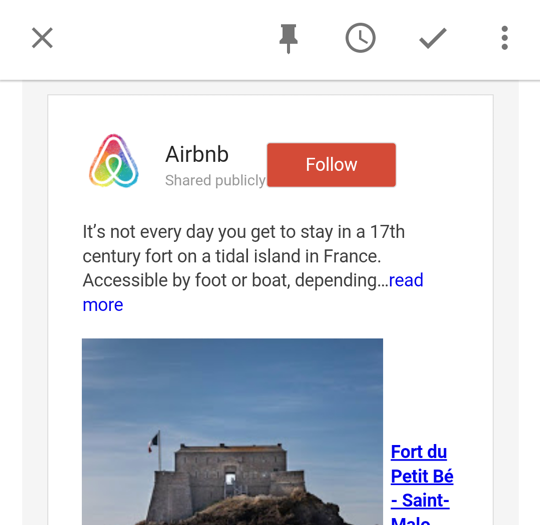 Airbnb
Follow
Shared publicly
It's not every day you get to stay in a 17th
century fort on a tidal island in France.
Accessible by foot or boat, depending...read
more
Fort du
Petit Bé
- Saint-
Malo